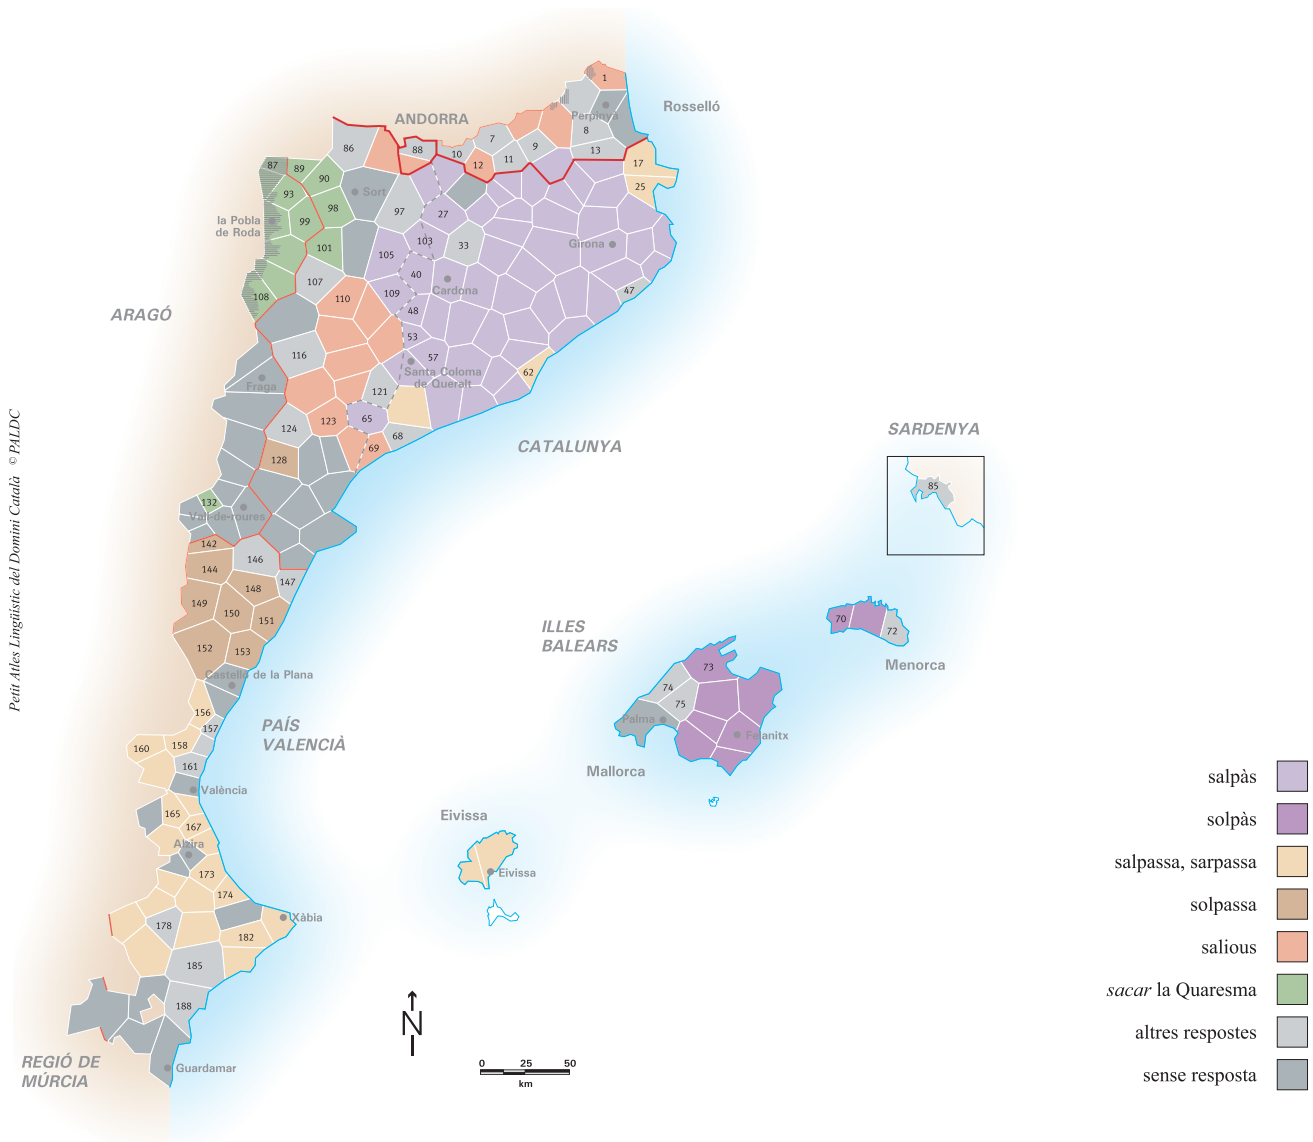 1
Rosselló
ANDORRA
Perpinyà
8
7
9
86
88
10
13
12
11
17
87
89
90
25
Sort
93
98
97
27
la Pobla
de Roda
99
103
33
Girona
101
105
40
107
Cardona
47
108
110
109
48
ARAGÓ
53
116
57
Santa Coloma
de Queralt
62
Fraga
121
65
123
124
68
69
CATALUNYA
SARDENYA
128
85
132
Vall-de-roures
142
146
144
147
148
149
150
151
152
153
Castelló de la Plana
ILLES
BALEARS
70
72
Menorca
73
74
75
Palma
Felanitx
Mallorca
156
157
PAÍS
VALENCIÀ
160
158
161
València
165
167
Alzira
173
174
Eivissa
Eivissa
Xàbia
178
182
185
188
Guardamar
REGIÓ DE
MÚRCIA
N
0 25 50
km
salpàs
solpàs
salpassa, sarpassa
solpassa
salious
sacar la Quaresma
altres respostes
sense resposta
Petit Atles Lingüístic del Domini Català © PALDC